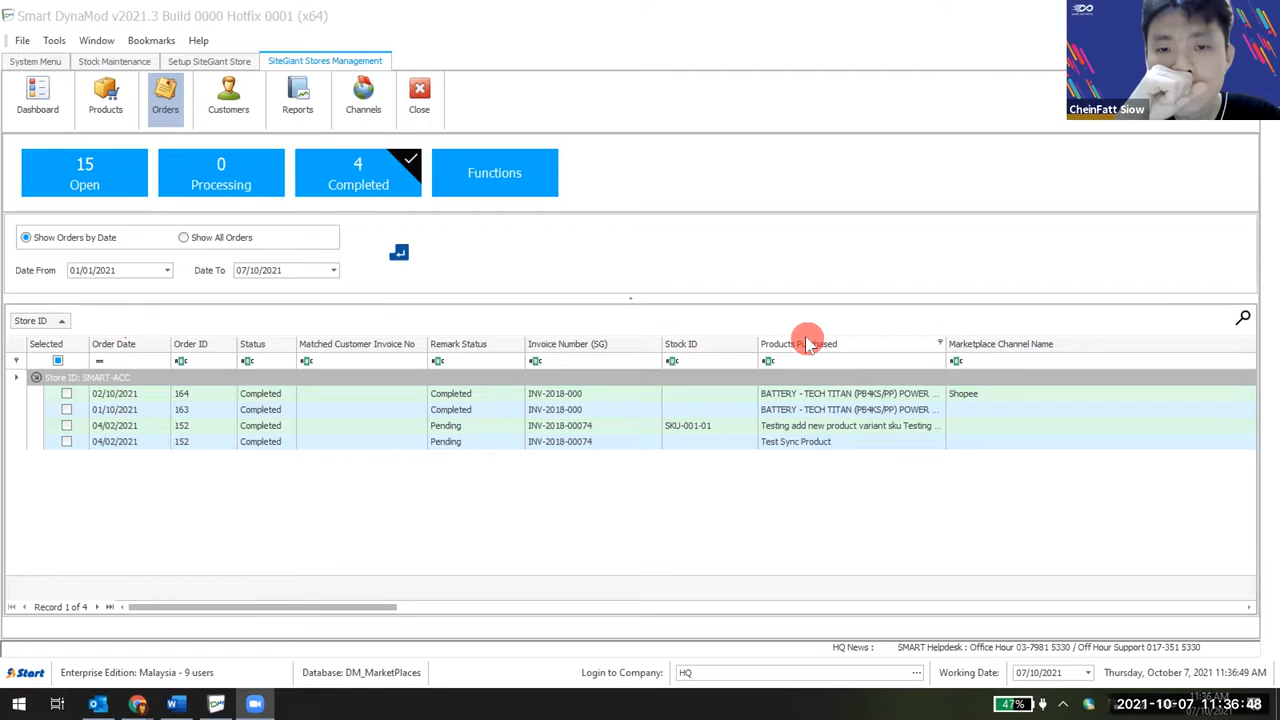 Smart DynaMod v2021.3 Build 0000 Hotfix 0001 (x64)
File Tools Window Bookmarks Help
System Menu Stock Maintenance Setup SiteGiant Store SiteGiant Stores Management
Dashboard Products Orders Customers Reports Channels Close
CheinFatt Siow
15 0 4
Open Processing Completed Functions
Show Orders by Date Show All Orders
Date From 01/01/2021 Date To 07/10/2021
Store ID
Selected Order Date Order ID Status Matched Customer Invoice No Remark Status Invoice Number (SG) Stock ID Products Purchased Marketplace Channel Name
Store ID: SMART-ACC
02/10/2021 164 Completed Completed INV-2018-000 BATTERY - TECH TITAN (PB4KS/PP) POWER ... Shopee
01/10/2021 163 Completed Completed INV-2018-000 BATTERY - TECH TITAN (PB4KS/PP) POWER ...
04/02/2021 152 Completed Pending INV-2018-00074 SKU-001-01 Testing add new product variant sku Testing ...
04/02/2021 152 Completed Pending INV-2018-00074 Test Sync Product
Record 1 of 4
HQ News : SMART Helpdesk : Office Hour 03-7981 5330 / Off Hour Support 017-351 5330
Start Enterprise Edition: Malaysia - 9 users Database: DM_MarketPlaces Login to Company: HQ Working Date: 07/10/2021 Thursday, October 7, 2021 11:36:49 AM
47% 2021-10-07 11:36:48